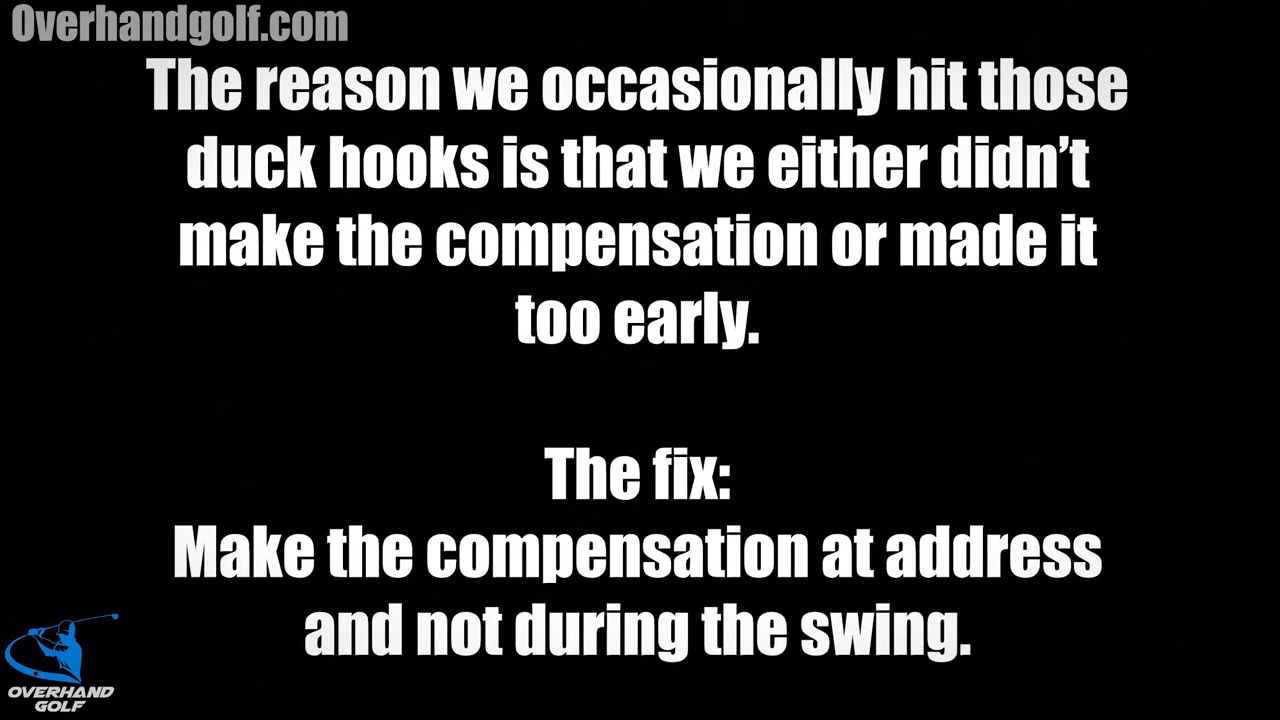 Overhandgolf.com
The reason we occasionally hit those
duck hooks is that we either didn’t
make the compensation or made it
too early.
The fix:
Make the compensation at address
and not during the swing.
OVERHAND
GOLF